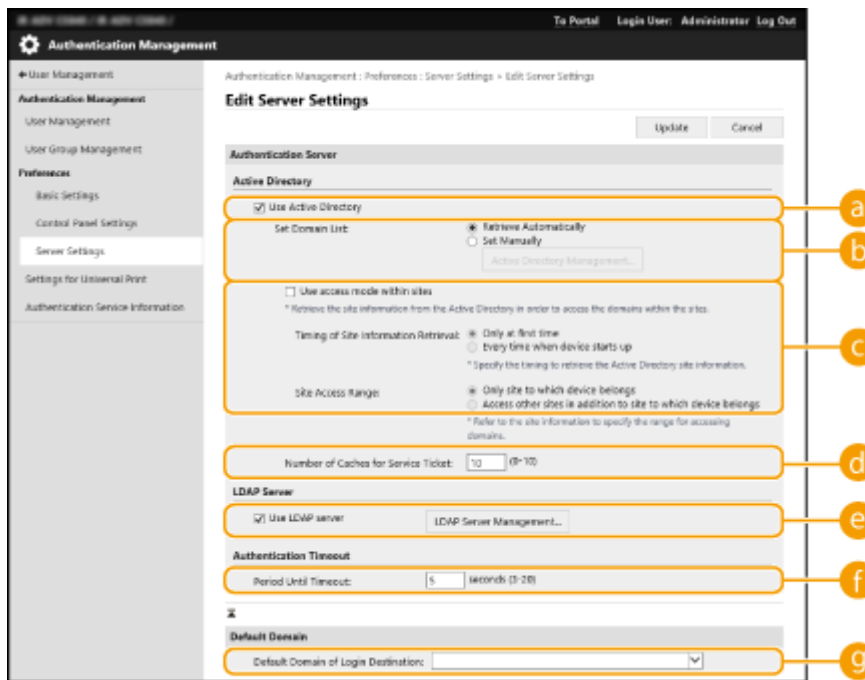 To Portal Login User: Administrator Log Out
Authentication Management
User Management
Authentication Management : Preferences : Server Settings > Edit Server Settings
Authentication Management
User Management
User Group Management
Preferences
Basic Settings
Control Panel Settings
Server Settings
Settings for Universal Print
Authentication Service Information
Edit Server Settings
Update Cancel
Authentication Server
Active Directory
Use Active Directory
a
Set Domain List:
Retrieve Automatically
Set Manually
Active Directory Management...
b
Use access mode within sites
* Retrieve the site information from the Active Directory in order to access the domains within the sites.
Timing of Site Information Retrieval:
Only at first time
Every time when device starts up
* Specify the timing to retrieve the Active Directory site information.
c
Site Access Range:
Only site to which device belongs
Access other sites in addition to site to which device belongs
* Refer to the site information to specify the range for accessing
domains.
Number of Caches for Service Ticket: 10 (0-10)
d
LDAP Server
Use LDAP server LDAP Server Management...
e
Authentication Timeout
Period Until Timeout: 5 seconds (3-20)
f
Default Domain
Default Domain of Login Destination:
g